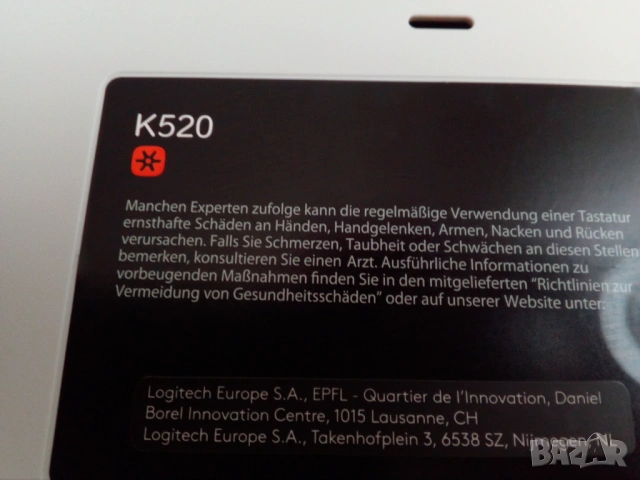 K520
Manchen Experten zufolge kann die regelmäßige Verwendung einer Tastatur
ernsthafte Schäden an Händen, Handgelenken, Armen, Nacken und Rücken
verursachen. Falls Sie Schmerzen, Taubheit oder Schwächen an diesen Stellen
bemerken, konsultieren Sie einen Arzt. Ausführliche Informationen zu
vorbeugenden Maßnahmen finden Sie in den mitgelieferten "Richtlinien zur
Vermeidung von Gesundheitsschäden" oder auf unserer Website unter:
Logitech Europe S.A., EPFL - Quartier de l'Innovation, Daniel
Borel Innovation Centre, 1015 Lausanne, CH
Logitech Europe S.A., Takenhofplein 3, 6538 SZ, Nijmegen, NL
bazar